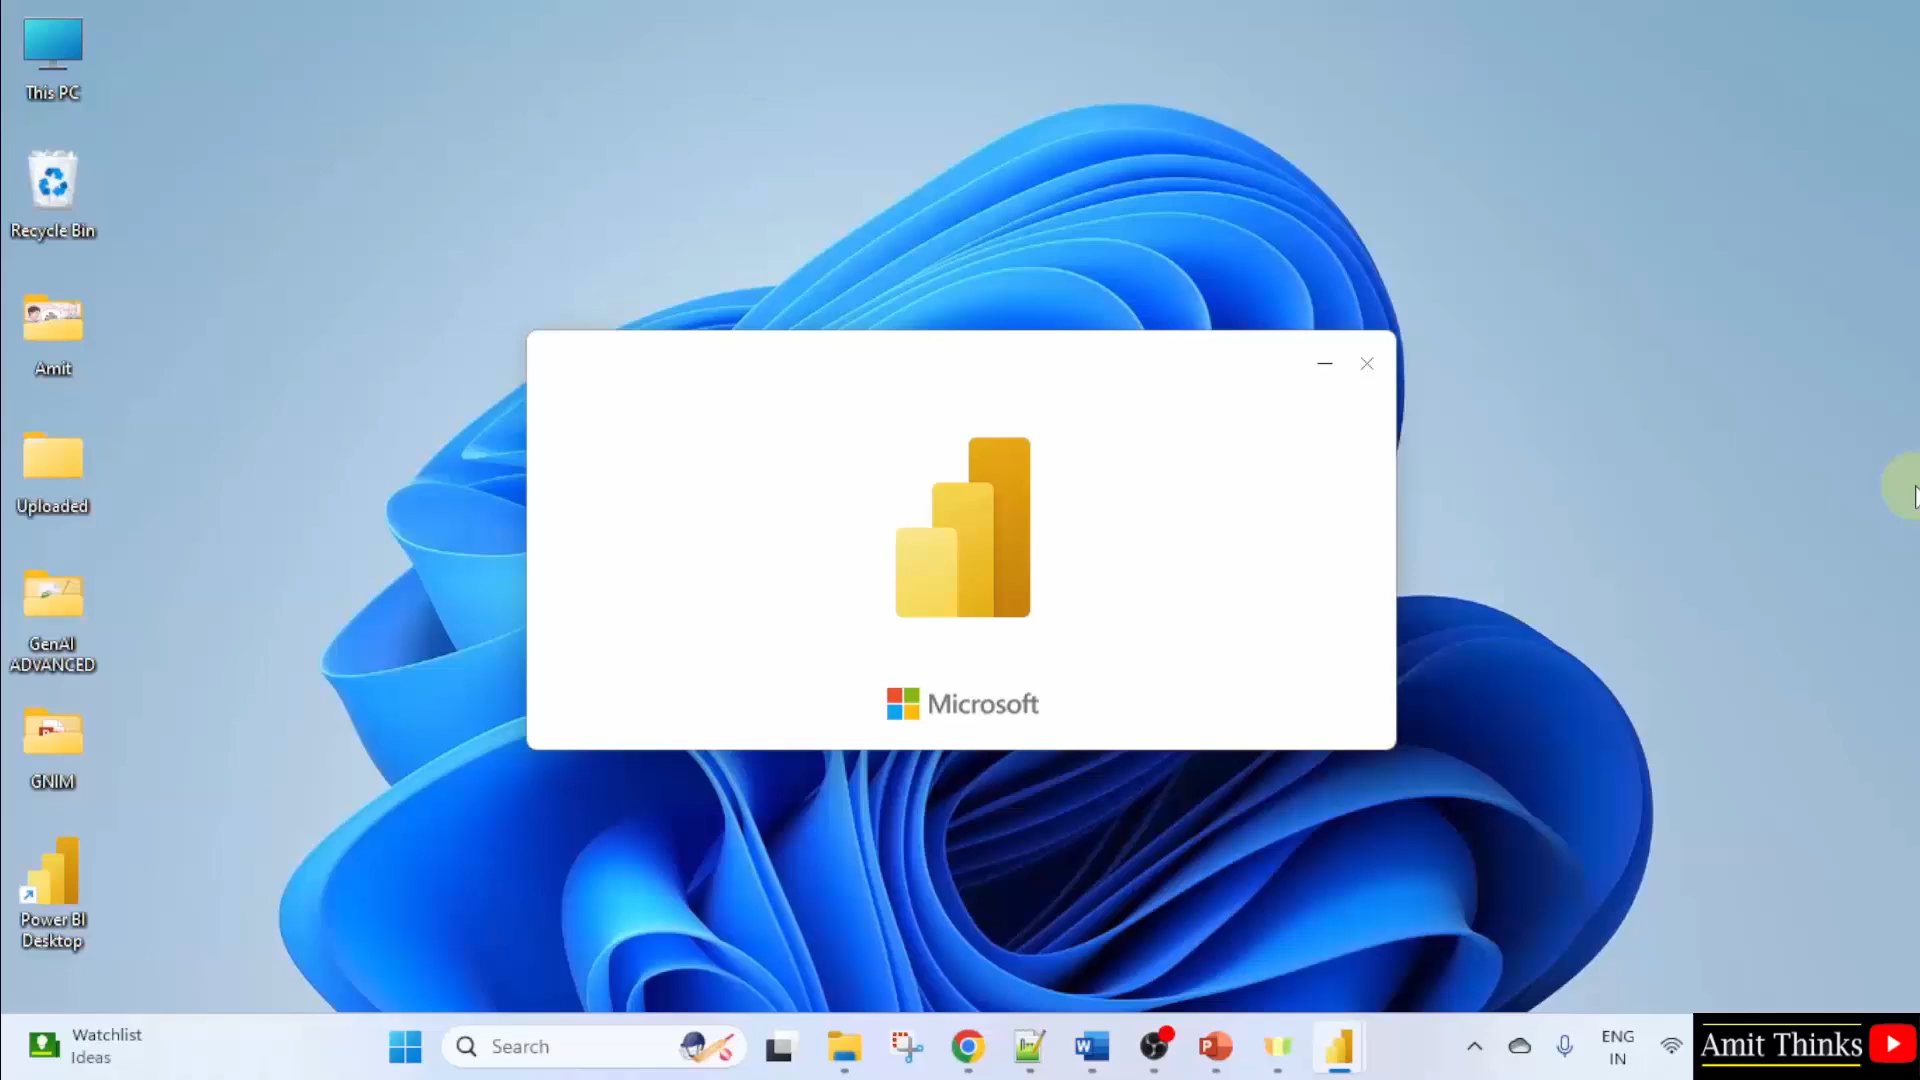 This PC
Recycle Bin
Amit
Uploaded
GenAI
ADVANCED
GNIM
Power BI
Desktop
Microsoft
Watchlist
Ideas
Search
ENG
IN
Amit Thinks